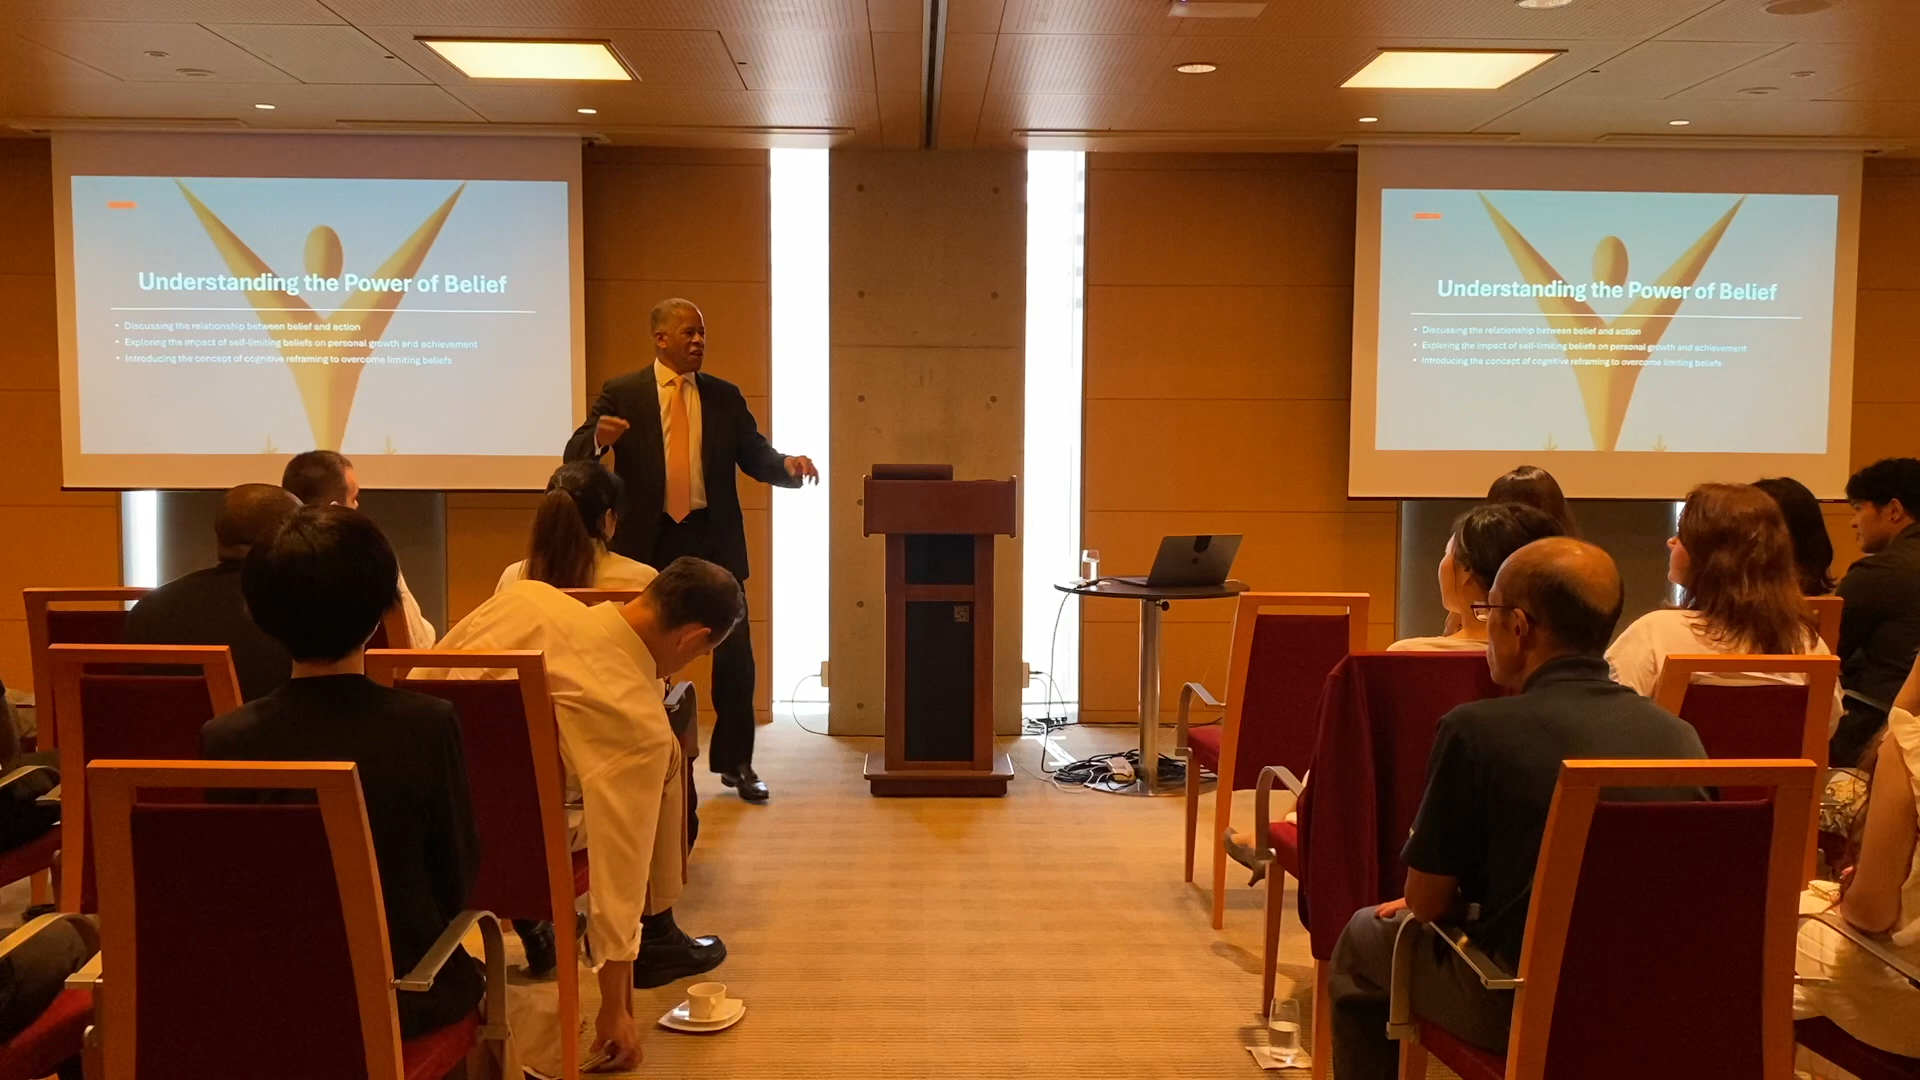 Understanding the Power of Belief
• Discussing the relationship between belief and action
• Exploring the impact of self-limiting beliefs on personal growth and achievement
• Introducing the concept of cognitive reframing to overcome limiting beliefs
Understanding the Power of Belief
• Discussing the relationship between belief and action
• Exploring the impact of self-limiting beliefs on personal growth and achievement
• Introducing the concept of cognitive reframing to overcome limiting beliefs